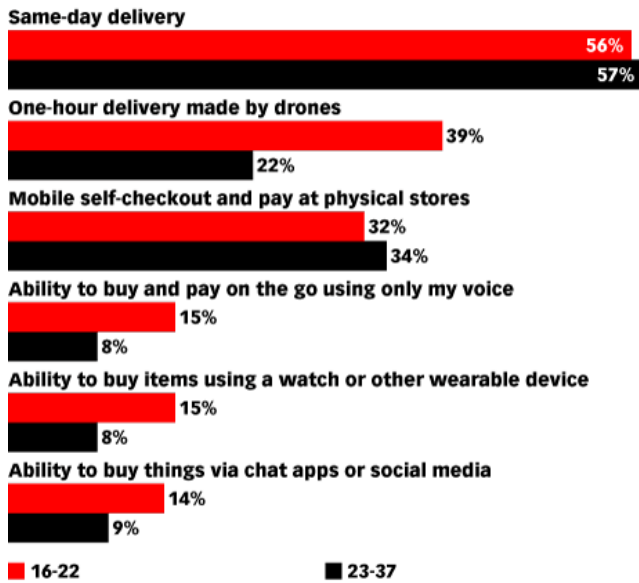 Same-day delivery
56%
57%
One-hour delivery made by drones
39%
22%
Mobile self-checkout and pay at physical stores
32%
34%
Ability to buy and pay on the go using only my voice
15%
8%
Ability to buy items using a watch or other wearable device
15%
8%
Ability to buy things via chat apps or social media
14%
9%
16-22 23-37